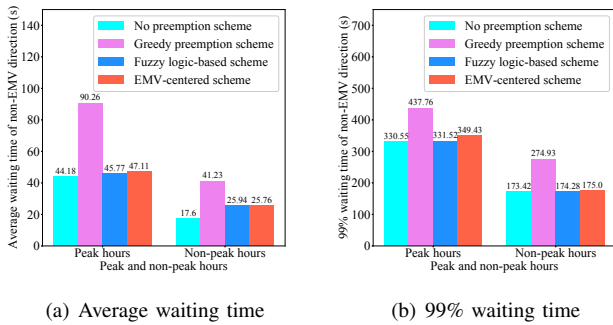 Average waiting time of non-EMV direction (s)
140
120
100
80
60
40
20
0
No preemption scheme
Greedy preemption scheme
Fuzzy logic-based scheme
EMV-centered scheme
44.18
90.26
45.77
47.11
17.6
41.23
25.94
25.76
Peak hours
Non-peak hours
Peak and non-peak hours
(a) Average waiting time
99% waiting time of non-EMV direction (s)
700
600
500
400
300
200
100
0
No preemption scheme
Greedy preemption scheme
Fuzzy logic-based scheme
EMV-centered scheme
330.55
437.76
331.52
349.43
173.42
274.93
174.28
175.0
Peak hours
Non-peak hours
Peak and non-peak hours
(b) 99% waiting time